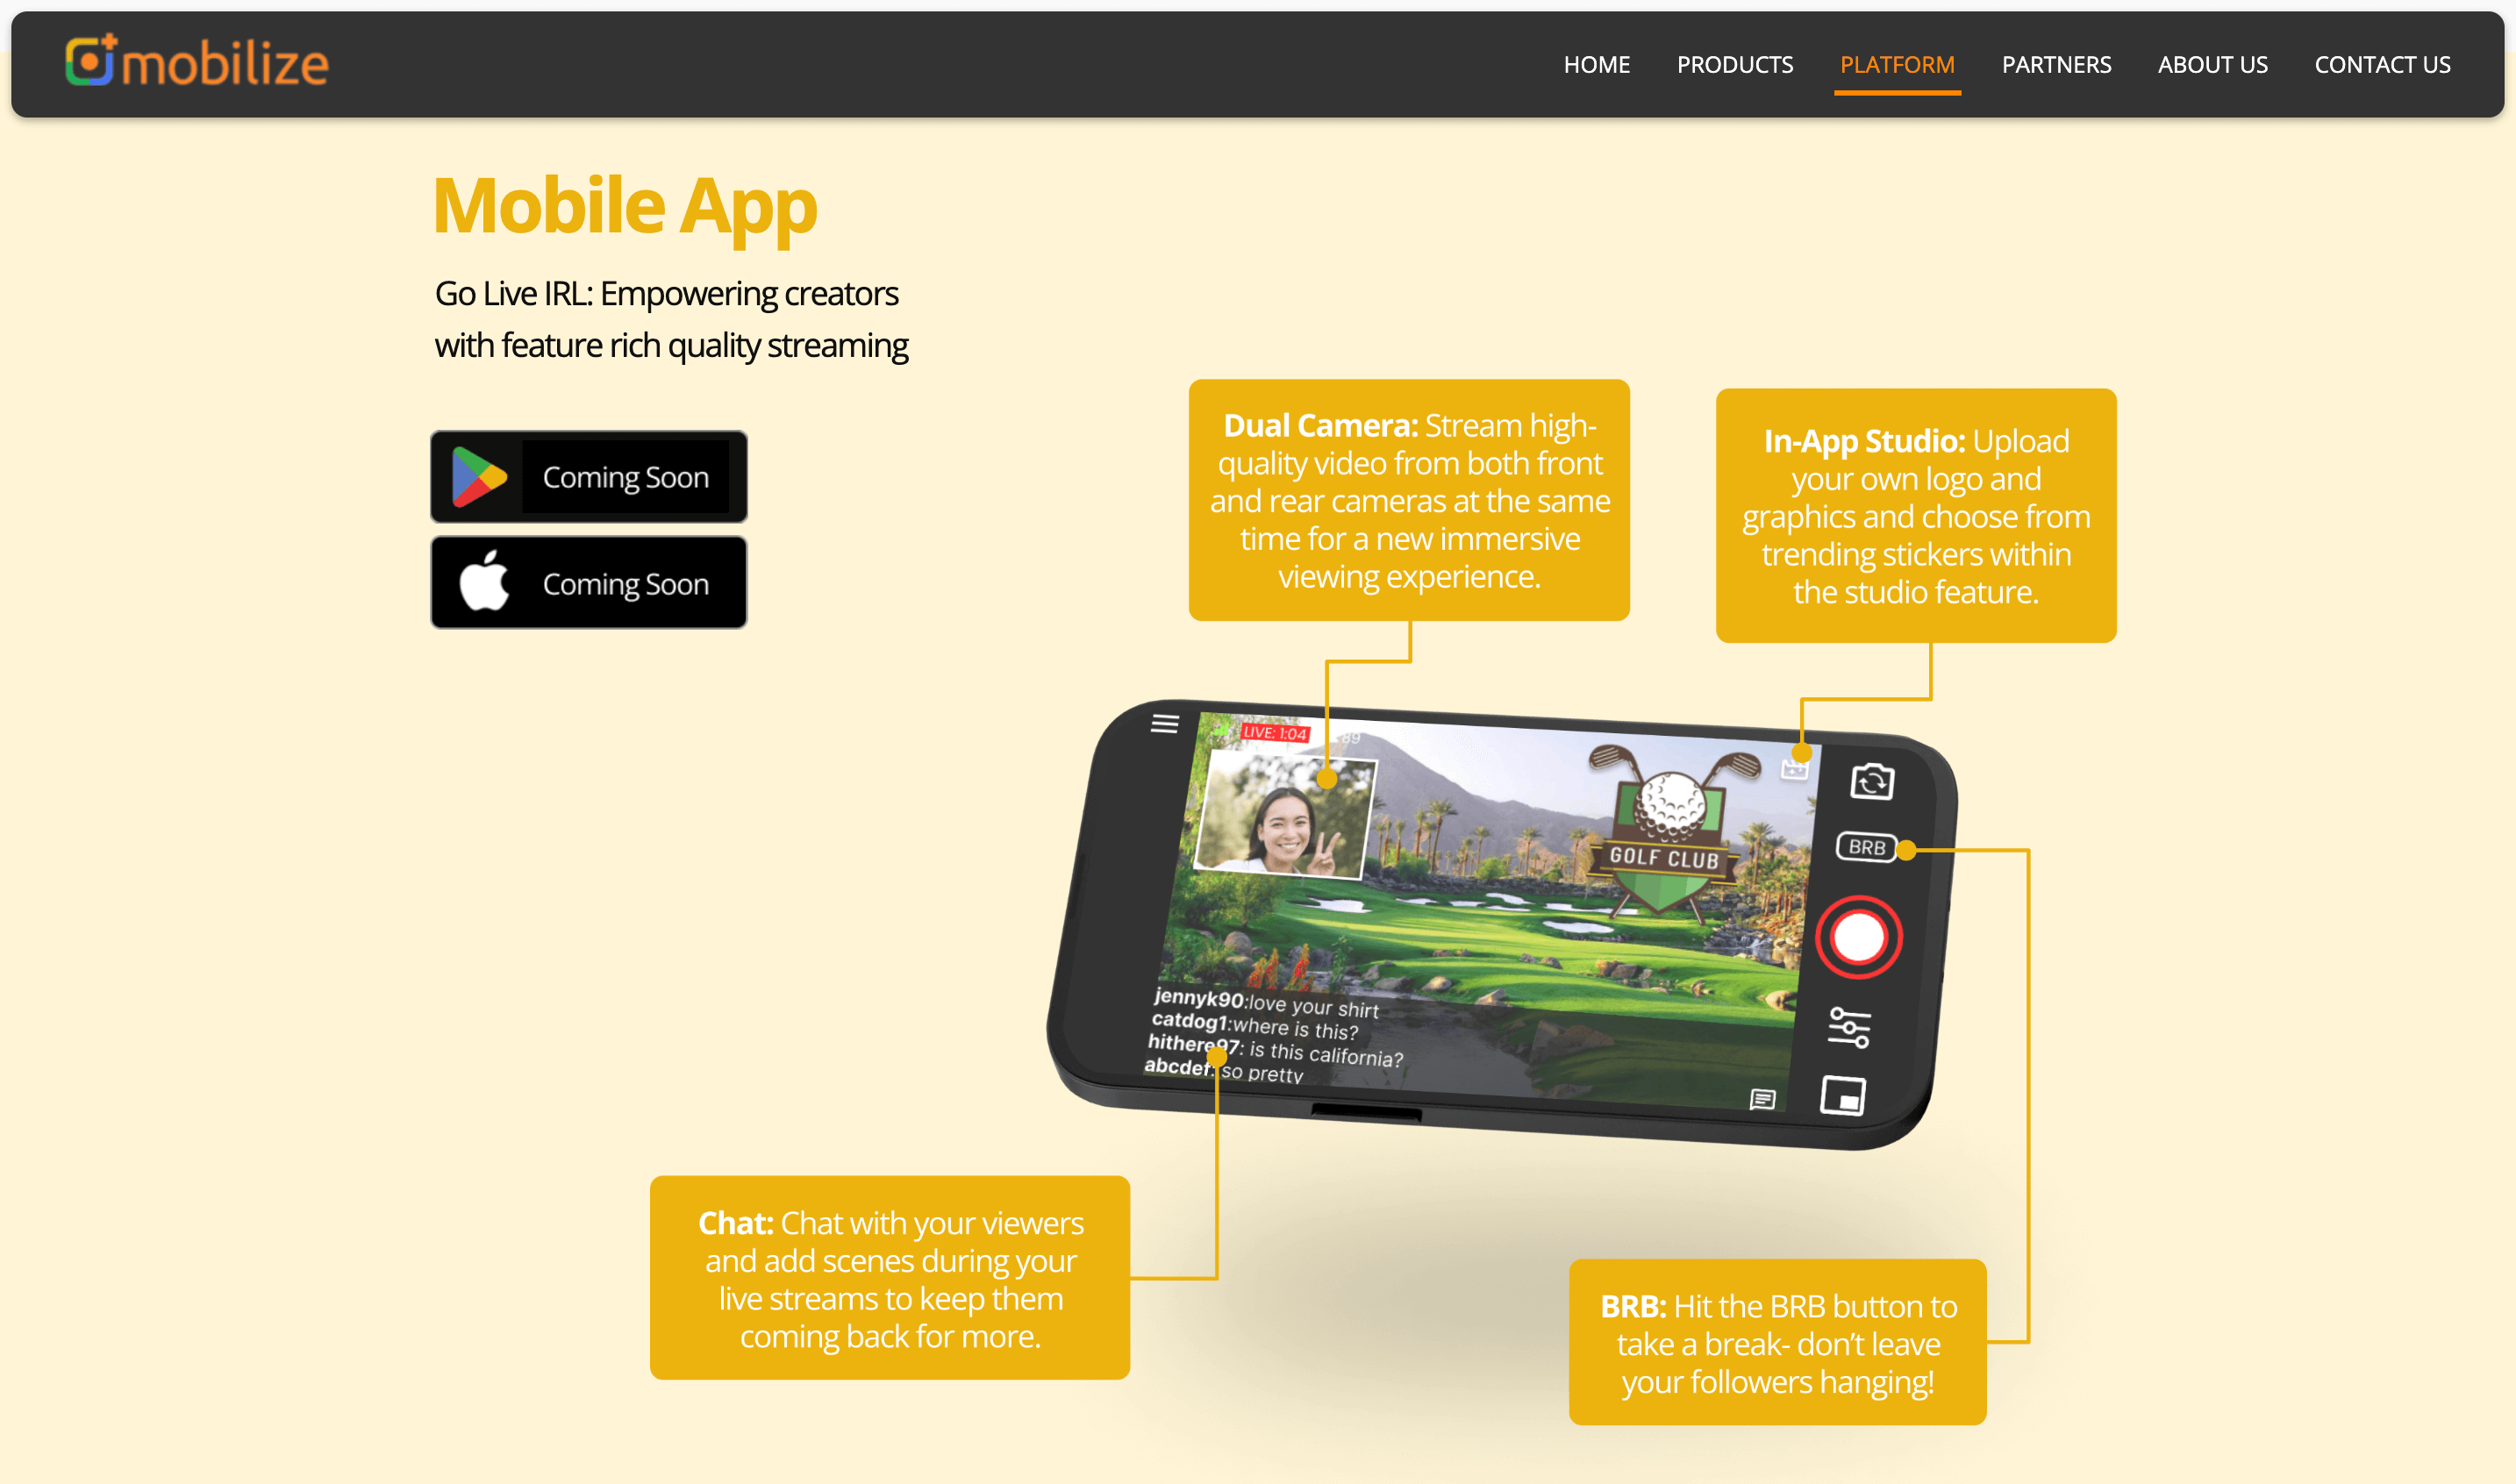 mobilize
HOME
PRODUCTS
PLATFORM
PARTNERS
ABOUT US
CONTACT US
Mobile App
Go Live IRL: Empowering creators
with feature rich quality streaming
Coming Soon
Coming Soon
Dual Camera: Stream high-
quality video from both front
and rear cameras at the same
time for a new immersive
viewing experience.
In-App Studio: Upload
your own logo and
graphics and choose from
trending stickers within
the studio feature.
LIVE: 1:04
89
GOLF CLUB
BRB
jennyk90:love your shirt
catdog1:where is this?
hithere97: is this california?
abcdef: so pretty
Chat: Chat with your viewers
and add scenes during your
live streams to keep them
coming back for more.
BRB: Hit the BRB button to
take a break- don’t leave
your followers hanging!